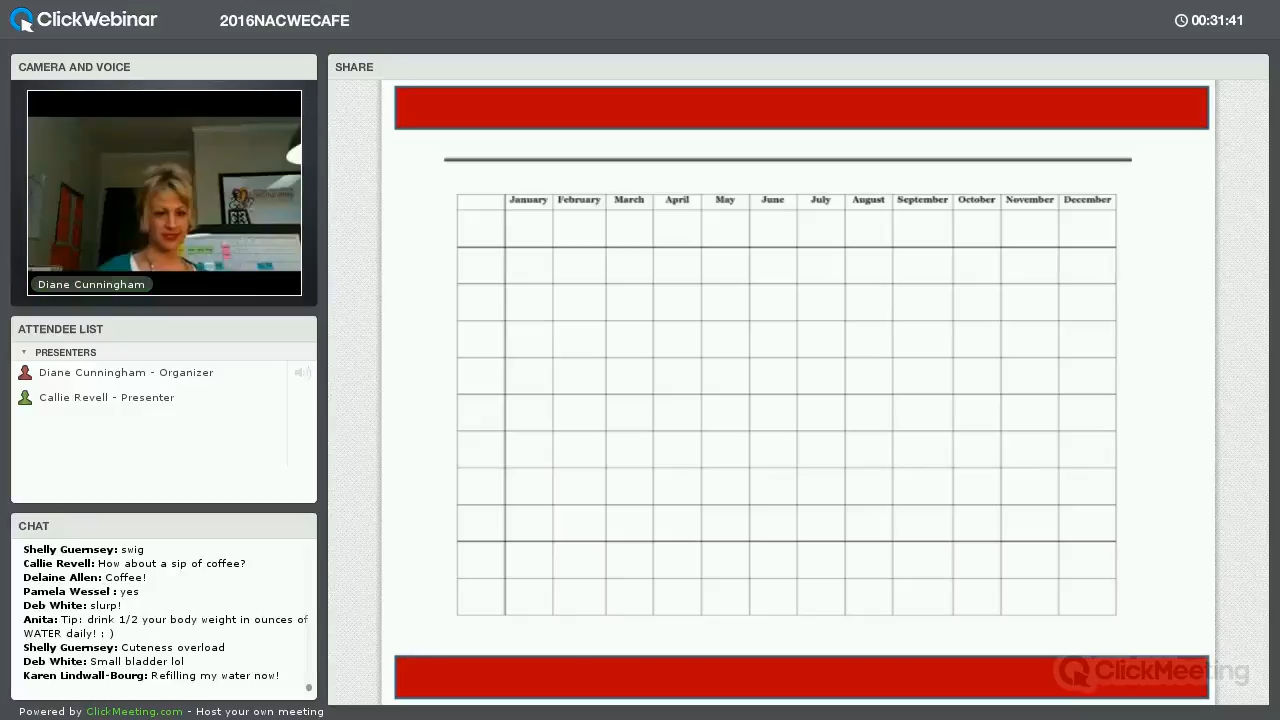 ClickWebinar
2016NACWECAFE
00:31:41
CAMERA AND VOICE
Diane Cunningham
ATTENDEE LIST
PRESENTERS
Diane Cunningham - Organizer
Callie Revell - Presenter
CHAT
Shelly Guernsey: swig
Callie Revell: How about a sip of coffee?
Delaine Allen: Coffee!
Pamela Wessel : yes
Deb White: slurp!
Anita: Tip: drink 1/2 your body weight in ounces of
WATER daily! : )
Shelly Guernsey: Cuteness overload
Deb White: Small bladder lol
Karen Lindwall-Bourg: Refilling my water now!
Powered by ClickMeeting.com - Host your own meeting
SHARE
January February March April May June July August September October November December
ClickMeeting